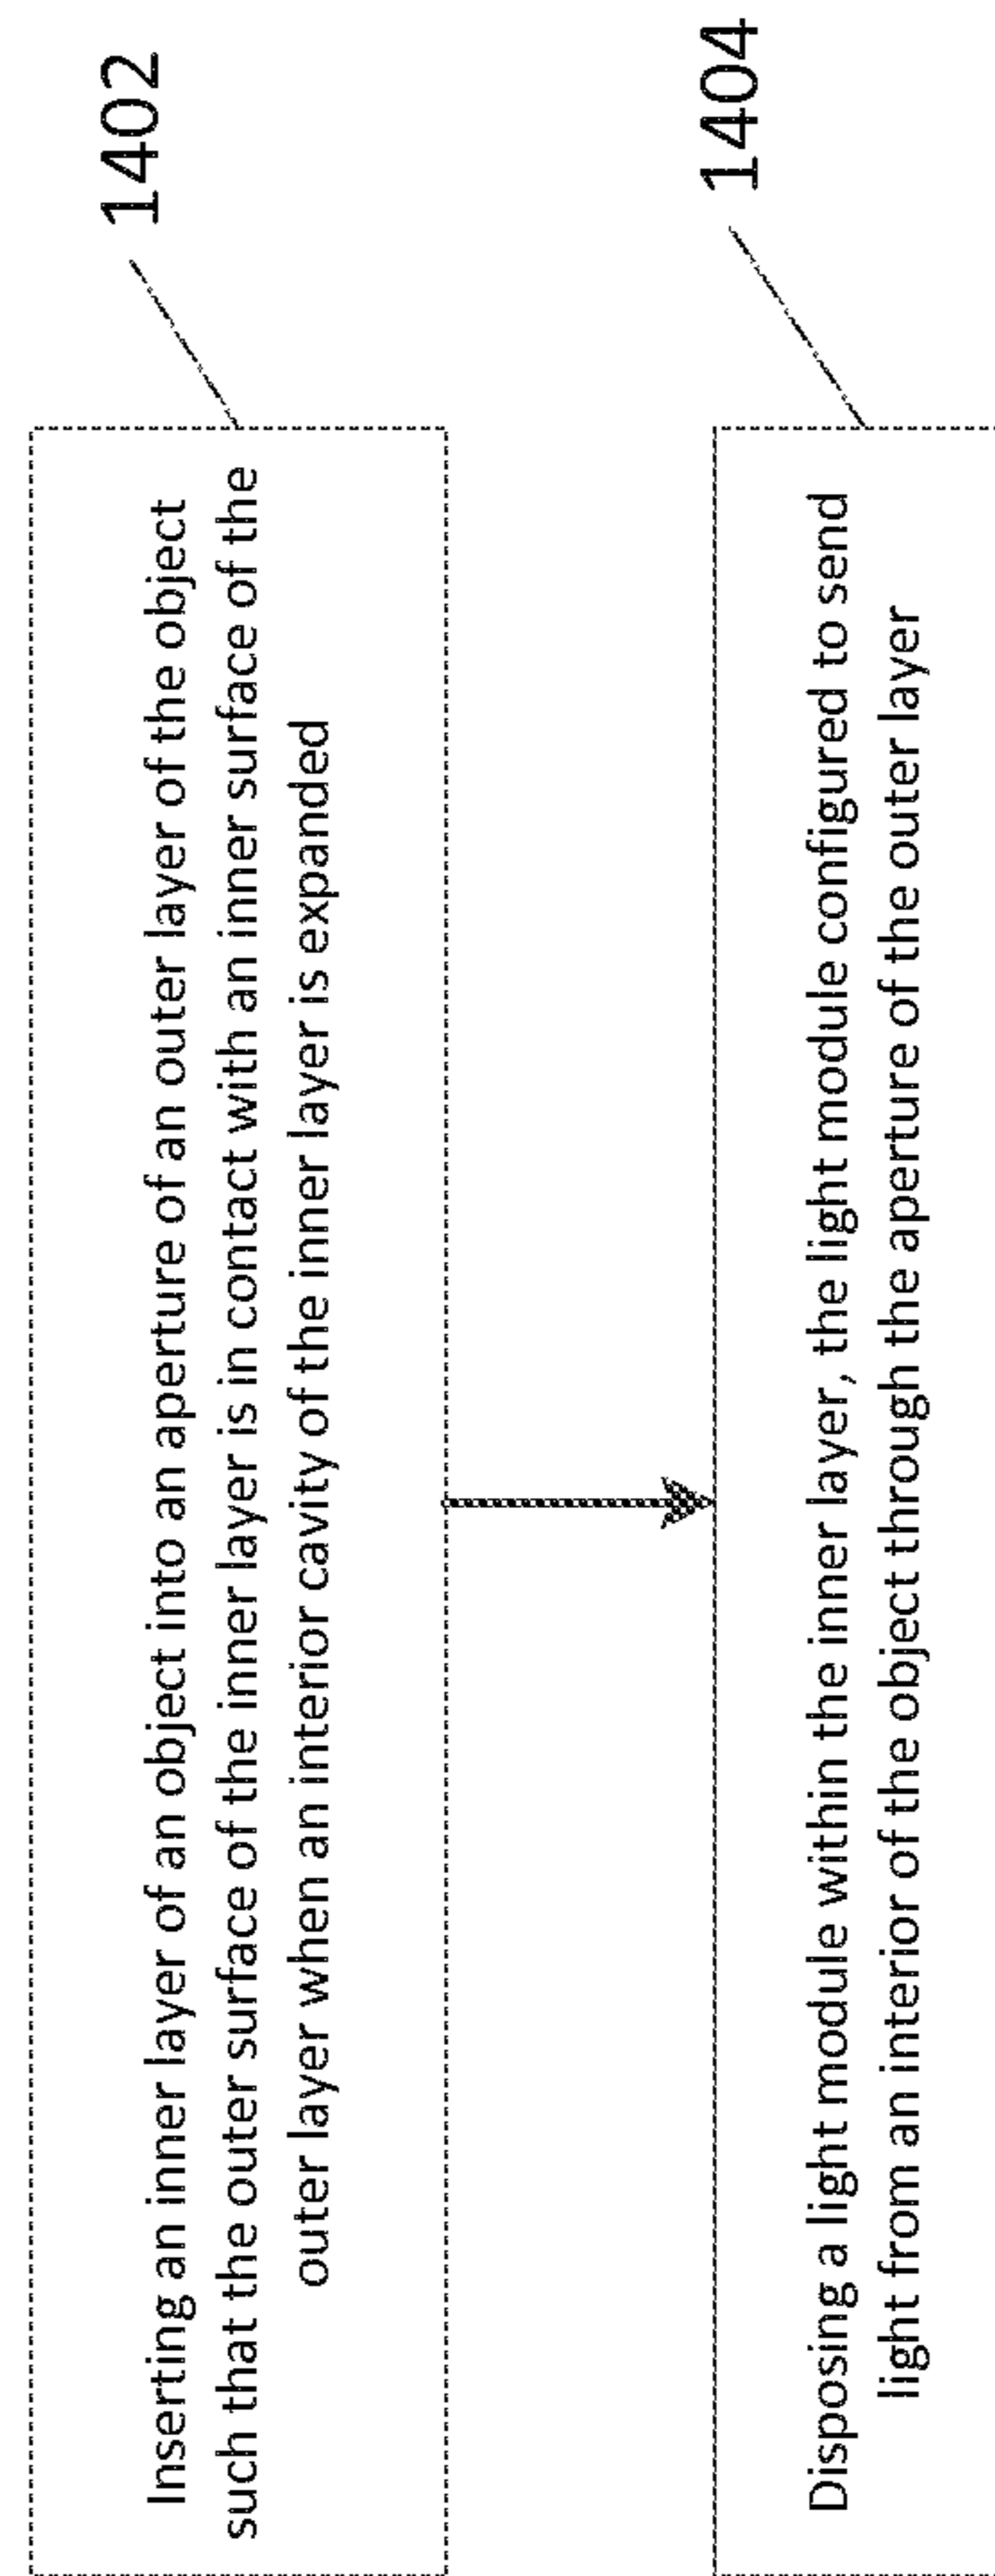 Inserting an inner layer of an object into an aperture of an outer layer of the object
such that the outer surface of the inner layer is in contact with an inner surface of the
outer layer when an interior cavity of the inner layer is expanded
1402
Disposing a light module within the inner layer, the light module configured to send
light from an interior of the object through the aperture of the outer layer
1404